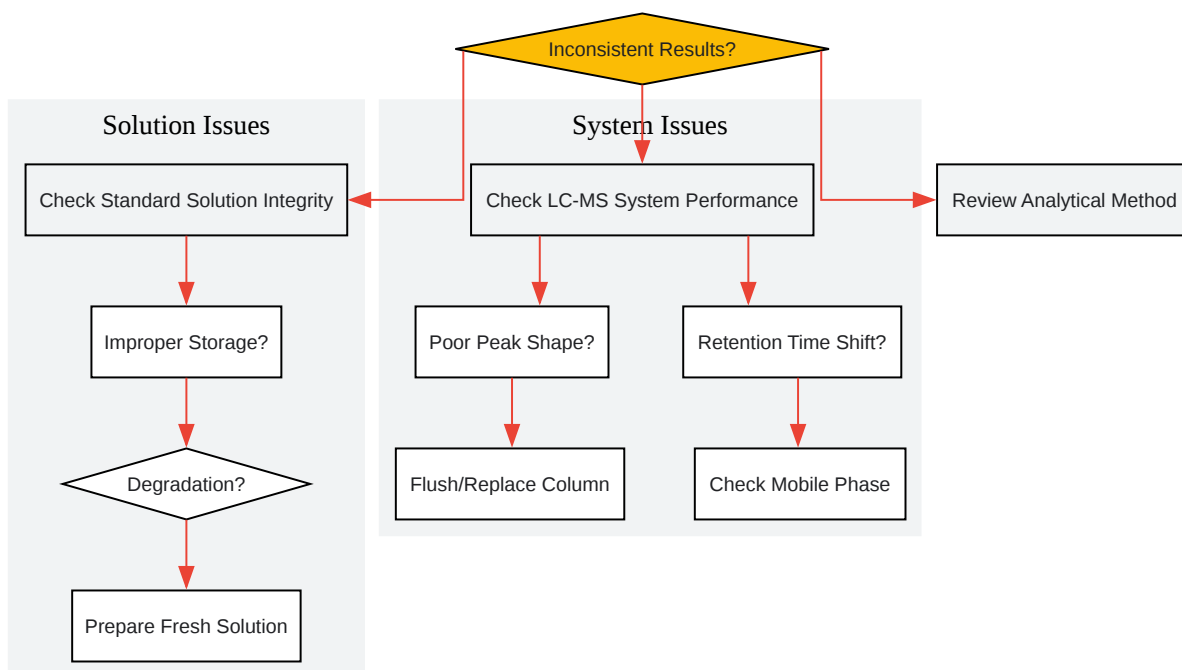 Inconsistent Results?
Solution Issues
System Issues
Check Standard Solution Integrity
Check LC-MS System Performance
Review Analytical Method
Improper Storage?
Poor Peak Shape?
Retention Time Shift?
Degradation?
Flush/Replace Column
Check Mobile Phase
Prepare Fresh Solution